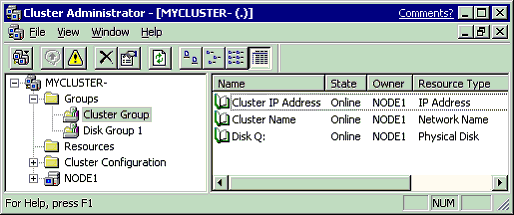 Cluster Administrator - [MYCLUSTER- (.)]
Comments?
File View Window Help
MYCLUSTER-
Groups
Cluster Group
Disk Group 1
Resources
Cluster Configuration
NODE1
Name State Owner Resource Type
Cluster IP Address Online NODE1 IP Address
Cluster Name Online NODE1 Network Name
Disk Q: Online NODE1 Physical Disk
For Help, press F1
NUM